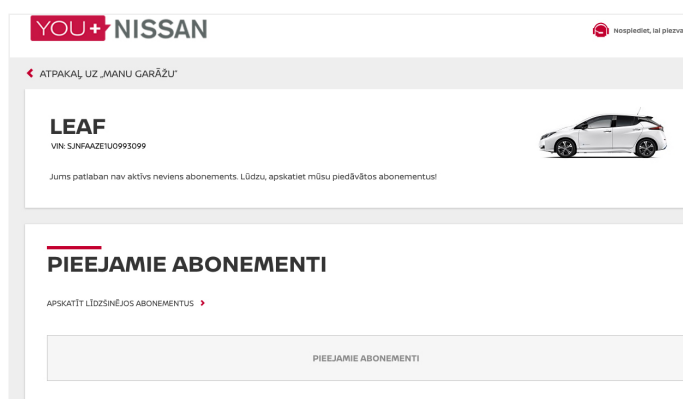 YOU+ NISSAN
Nospiediet, lai
ATPAKAĻ UZ „MANU GARĀŽU"
LEAF
VIN: SJNFAAZE1U0993099
Jums patlaban nav aktīvs neviens abonements. Lūdzu, apskatiet mūsu piedāvātos abonementus!
PIEEJAMIE ABONEMENTI
APSKATĪT LĪDZŠINĒJOS ABONEMENTUS
PIEEJAMIE ABONEMENTI